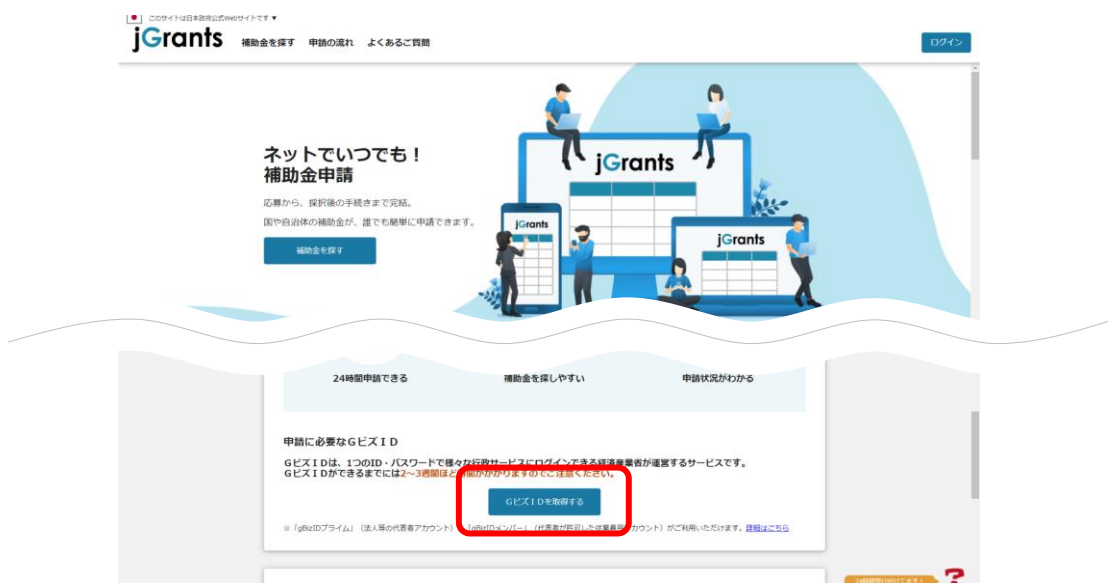 このサイトは日本政府公式Webサイトです ▼
jGrants 補助金を探す 申請の流れ よくあるご質問 ログイン
ネットでいつでも！
補助金申請
応募から、採択後の手続きまで完結。
国や自治体の補助金が、誰でも簡単に申請できます。
補助金を探す
jGrants
jGrants
jGrants
24時間申請できる 補助金を探しやすい 申請状況がわかる
申請に必要なGビズID
GビズIDは、1つのID・パスワードで様々な行政サービスにログインできる経済産業省が運営するサービスです。
GビズIDができるまでには2～3週間ほど時間がかかりますのでご注意ください。
GビズIDを取得する
※「gBizIDプライム」（法人等の代表者アカウント）「gBizIDメンバー」（代表者が許可した従業員用アカウント）がご利用いただけます。詳細はこちら
24時間受け付けてます！ ?